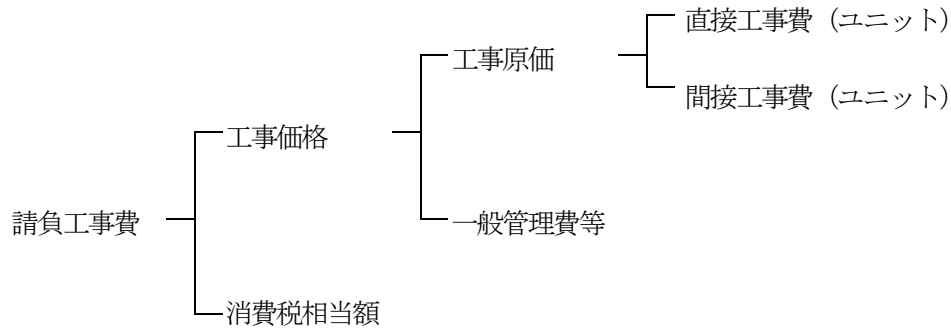 直接工事費（ユニット）
工事原価
間接工事費（ユニット）
工事価格
請負工事費
一般管理費等
消費税相当額